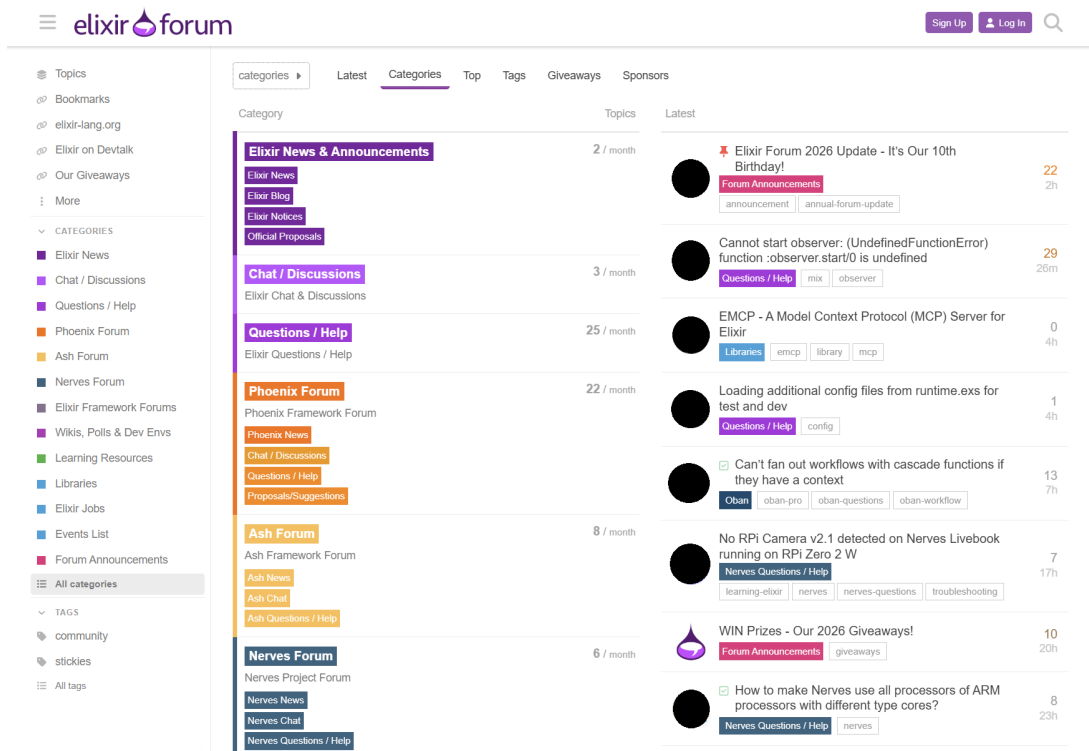 elixir forum
Sign Up
Log In
Topics
Bookmarks
elixir-lang.org
Elixir on Devtalk
Our Giveaways
More
CATEGORIES
Elixir News
Chat / Discussions
Questions / Help
Phoenix Forum
Ash Forum
Nerves Forum
Elixir Framework Forums
Wikis, Polls & Dev Envs
Learning Resources
Libraries
Elixir Jobs
Events List
Forum Announcements
All categories
TAGS
community
stickies
All tags
categories
Latest
Categories
Top
Tags
Giveaways
Sponsors
Category Topics
Elixir News & Announcements 2 / month
Elixir News
Elixir Blog
Elixir Notices
Official Proposals
Chat / Discussions 3 / month
Elixir Chat & Discussions
Questions / Help 25 / month
Elixir Questions / Help
Phoenix Forum 22 / month
Phoenix Framework Forum
Phoenix News
Chat / Discussions
Questions / Help
Proposals/Suggestions
Ash Forum 8 / month
Ash Framework Forum
Ash News
Ash Chat
Ash Questions / Help
Nerves Forum 6 / month
Nerves Project Forum
Nerves News
Nerves Chat
Nerves Questions / Help
Latest
Elixir Forum 2026 Update - It's Our 10th
Birthday!
Forum Announcements
announcement annual-forum-update
22
2h
Cannot start observer: (UndefinedFunctionError)
function :observer.start/0 is undefined
Questions / Help mix observer
29
26m
EMCP - A Model Context Protocol (MCP) Server for
Elixir
Libraries emcp library mcp
0
4h
Loading additional config files from runtime.exs for
test and dev
Questions / Help config
1
4h
Can't fan out workflows with cascade functions if
they have a context
Oban oban-pro oban-questions oban-workflow
13
7h
No RPi Camera v2.1 detected on Nerves Livebook
running on RPi Zero 2 W
Nerves Questions / Help
learning-elixir nerves nerves-questions troubleshooting
7
17h
WIN Prizes - Our 2026 Giveaways!
Forum Announcements giveaways
10
20h
How to make Nerves use all processors of ARM
processors with different type cores?
Nerves Questions / Help nerves
8
23h